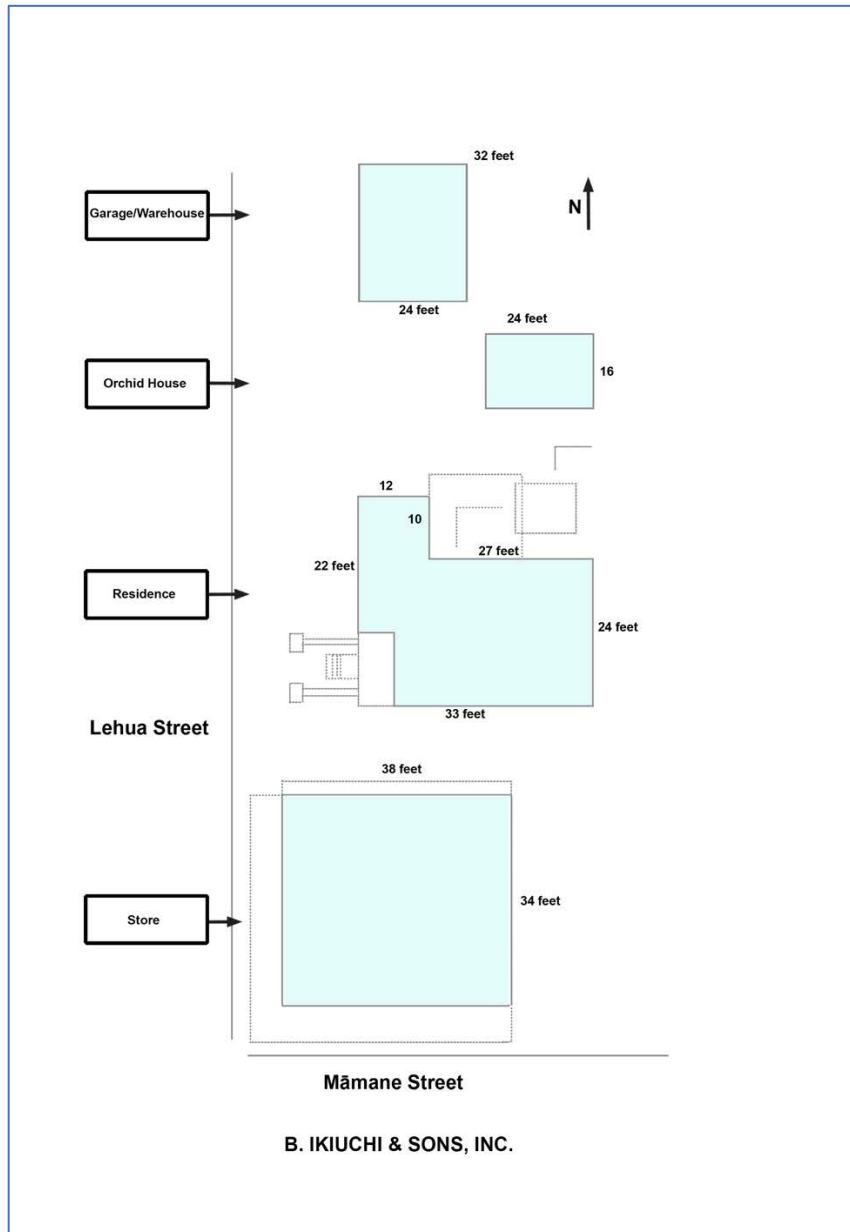 32 feet
Garage/Warehouse
N
24 feet
24 feet
Orchid House
16
12
10
27 feet
22 feet
Residence
24 feet
33 feet
Lehua Street
38 feet
34 feet
Store
Māmane Street
B. IKIUCHI & SONS, INC.